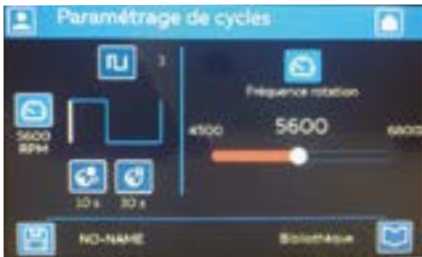 Paramétrage de cycles
3
Fréquence rotation
4500 5600 6800
5600
RPM
10 s 30 s
NO-NAME Bibliothèque